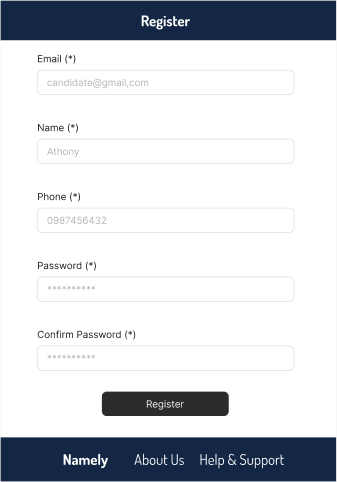 Register
Email (*)
candidate@gmail,com
Name (*)
Athony
Phone (*)
0987456432
Password (*)
**********
Confirm Password (*)
**********
Register
Namely About Us Help & Support